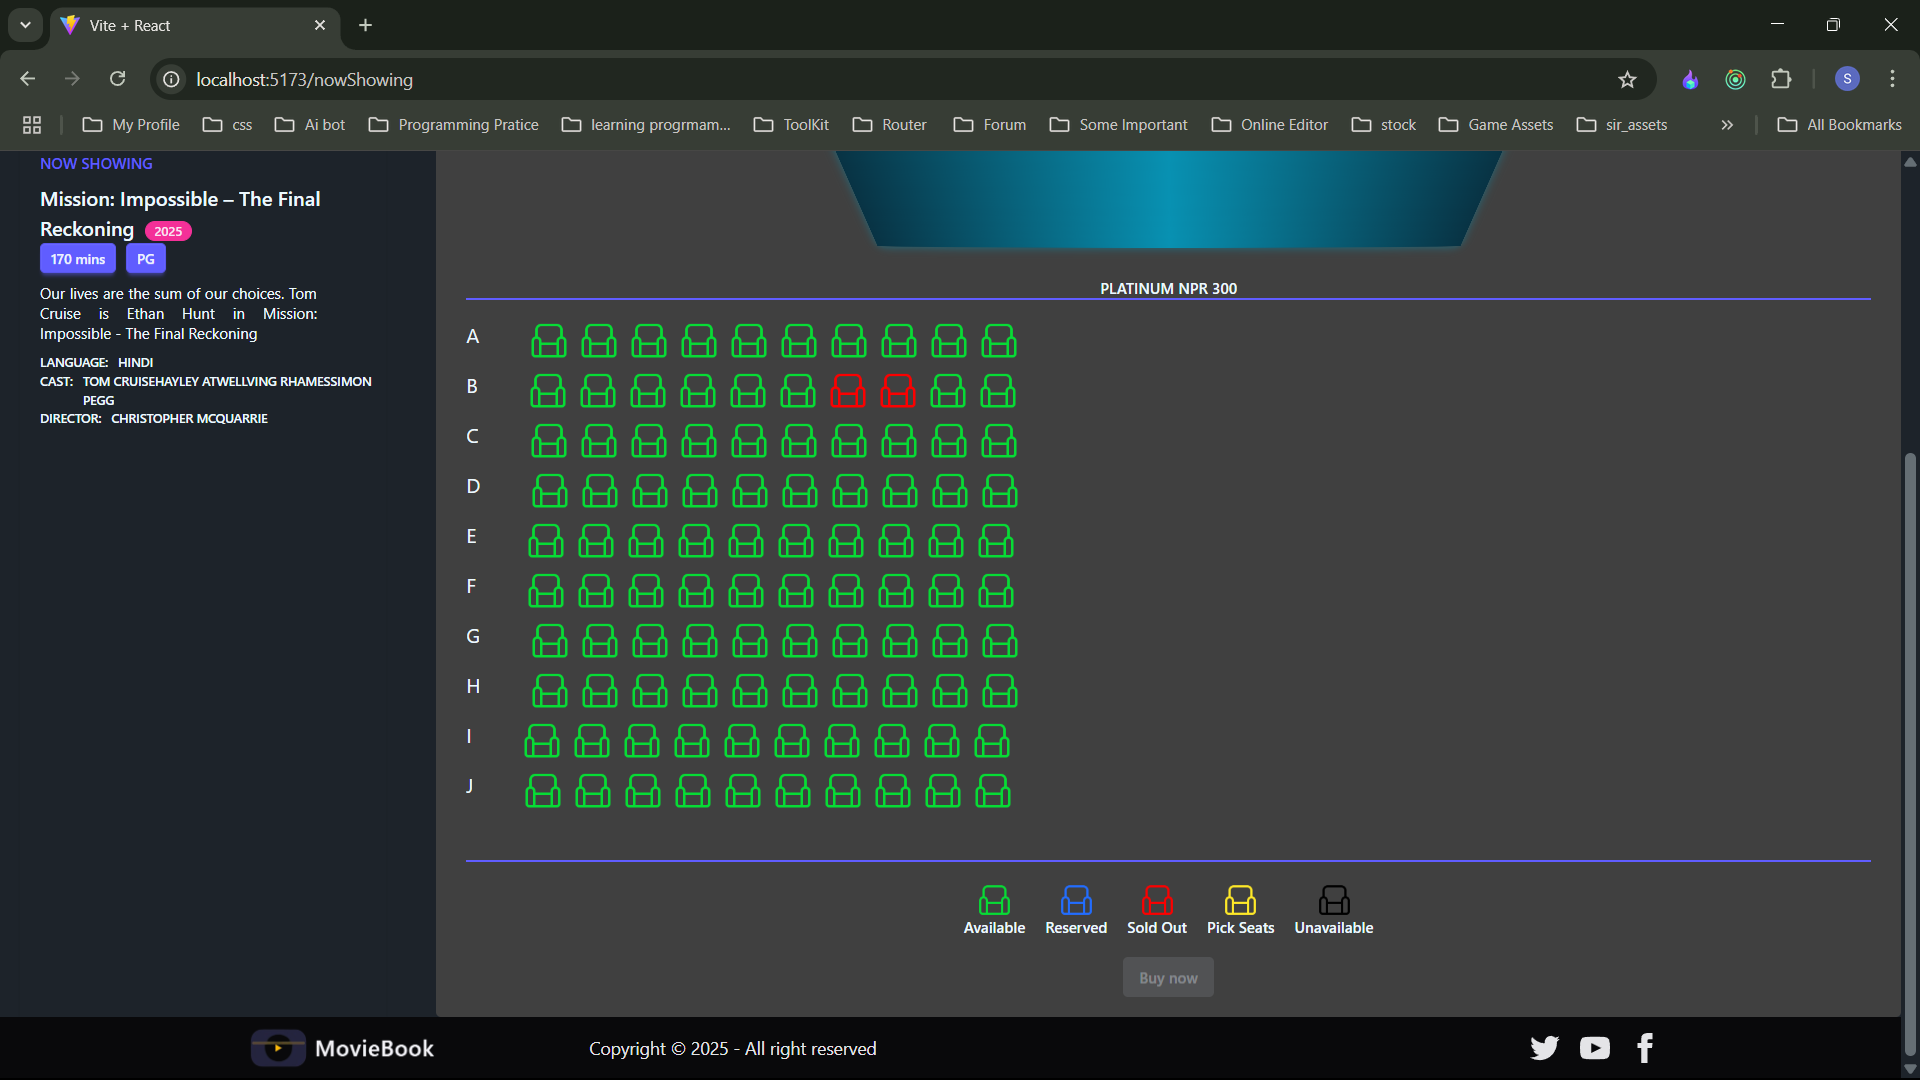 Vite + React
localhost:5173/nowShowing
S
My Profile css Ai bot Programming Pratice learning progrmam... ToolKit Router Forum Some Important Online Editor stock Game Assets sir_assets » All Bookmarks
NOW SHOWING
Mission: Impossible – The Final
Reckoning 2025
170 mins PG
Our lives are the sum of our choices. Tom
Cruise is Ethan Hunt in Mission:
Impossible - The Final Reckoning
LANGUAGE: HINDI
CAST: TOM CRUISEHAYLEY ATWELLVING RHAMESSIMON
PEGG
DIRECTOR: CHRISTOPHER MCQUARRIE
PLATINUM NPR 300
A
B
C
D
E
F
G
H
I
J
Available Reserved Sold Out Pick Seats Unavailable
Buy now
MovieBook Copyright © 2025 - All right reserved